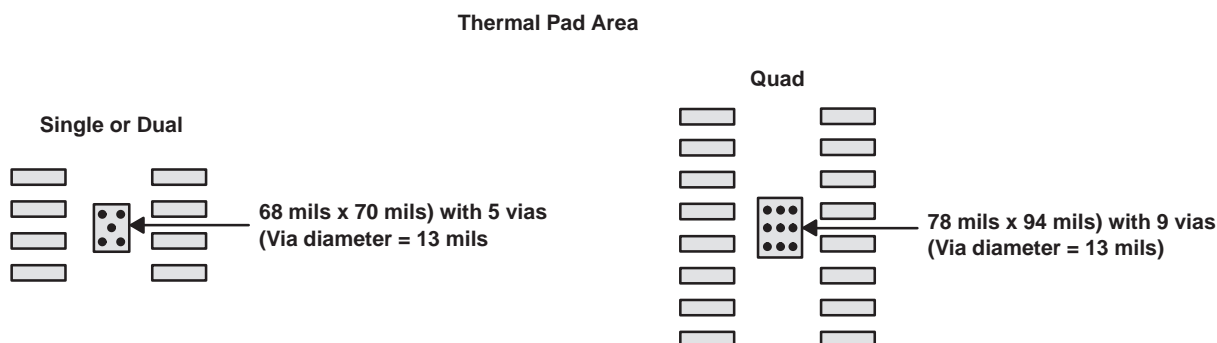 Thermal Pad Area
Quad
Single or Dual
68 mils x 70 mils) with 5 vias
(Via diameter = 13 mils
78 mils x 94 mils) with 9 vias
(Via diameter = 13 mils)